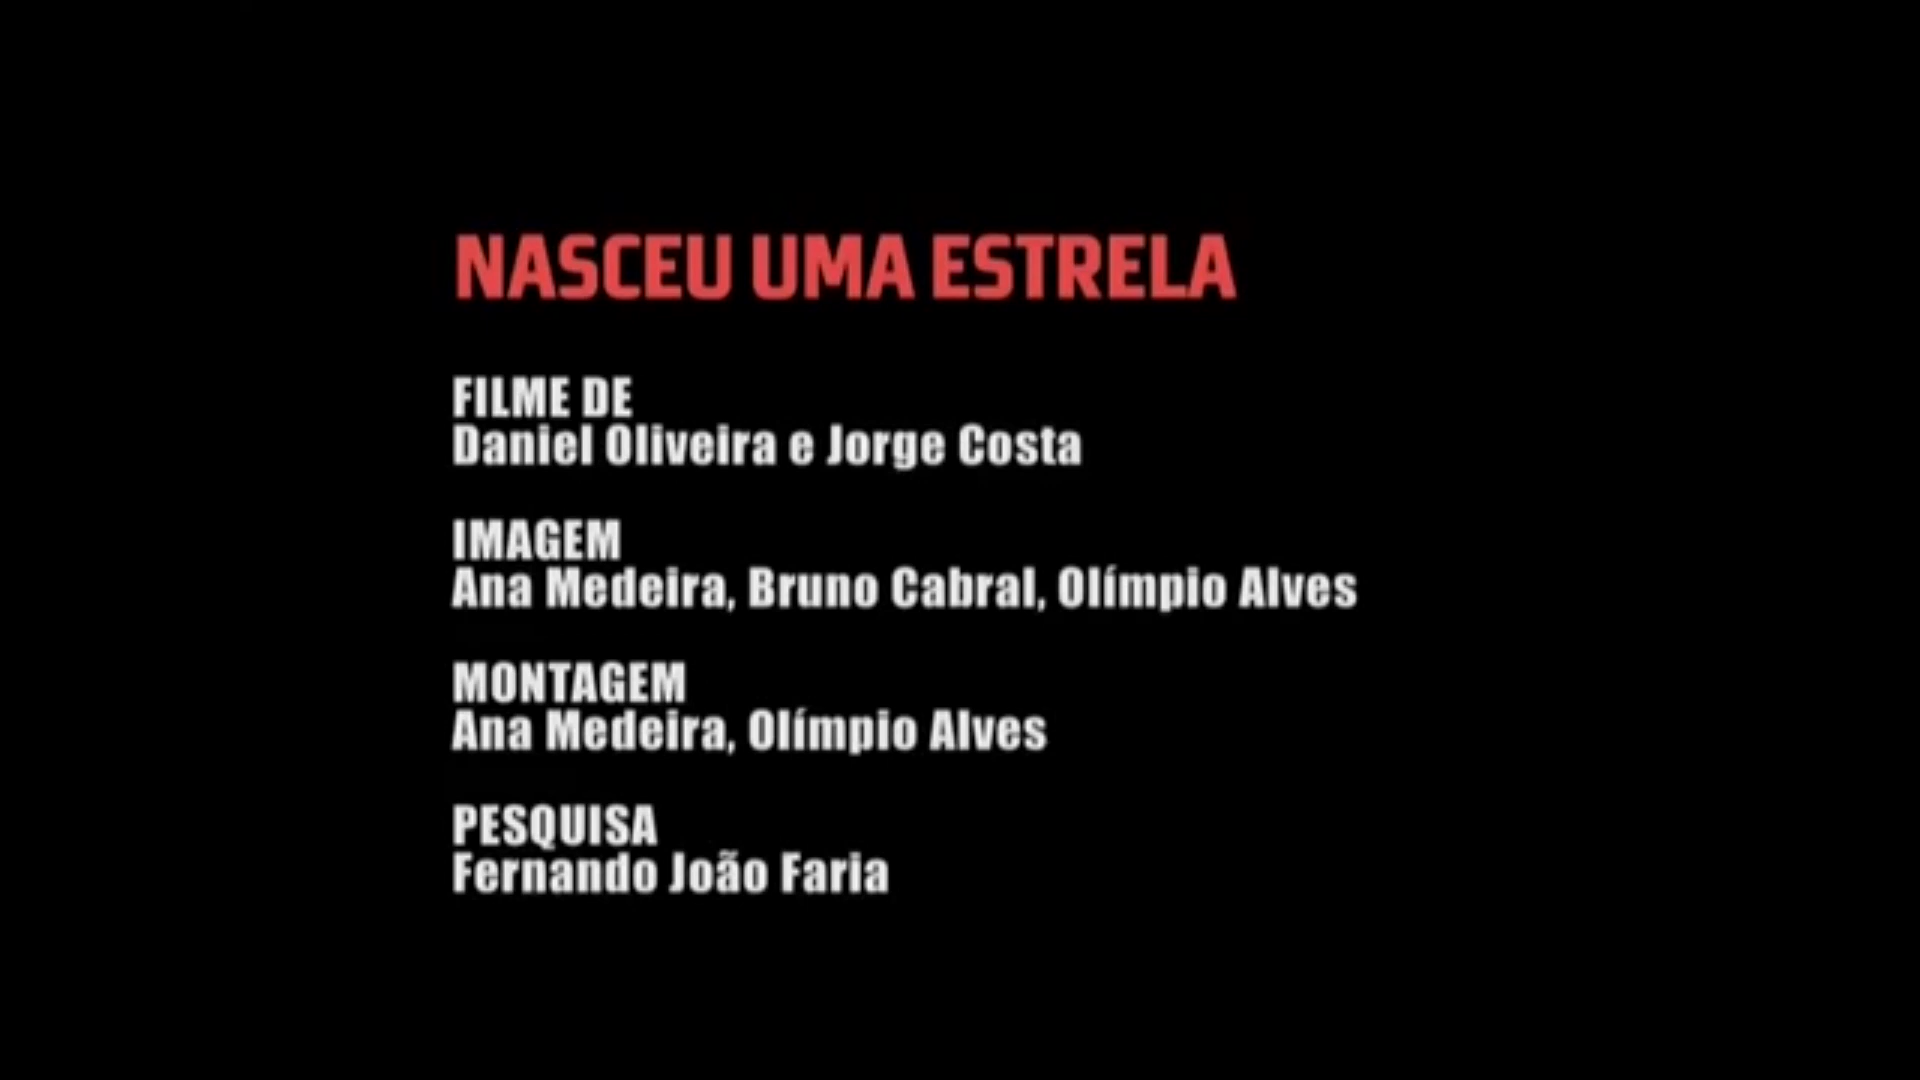 NASCEU UMA ESTRELA
FILME DE
Daniel Oliveira e Jorge Costa
IMAGEM
Ana Medeira, Bruno Cabral, Olímpio Alves
MONTAGEM
Ana Medeira, Olímpio Alves
PESQUISA
Fernando João Faria